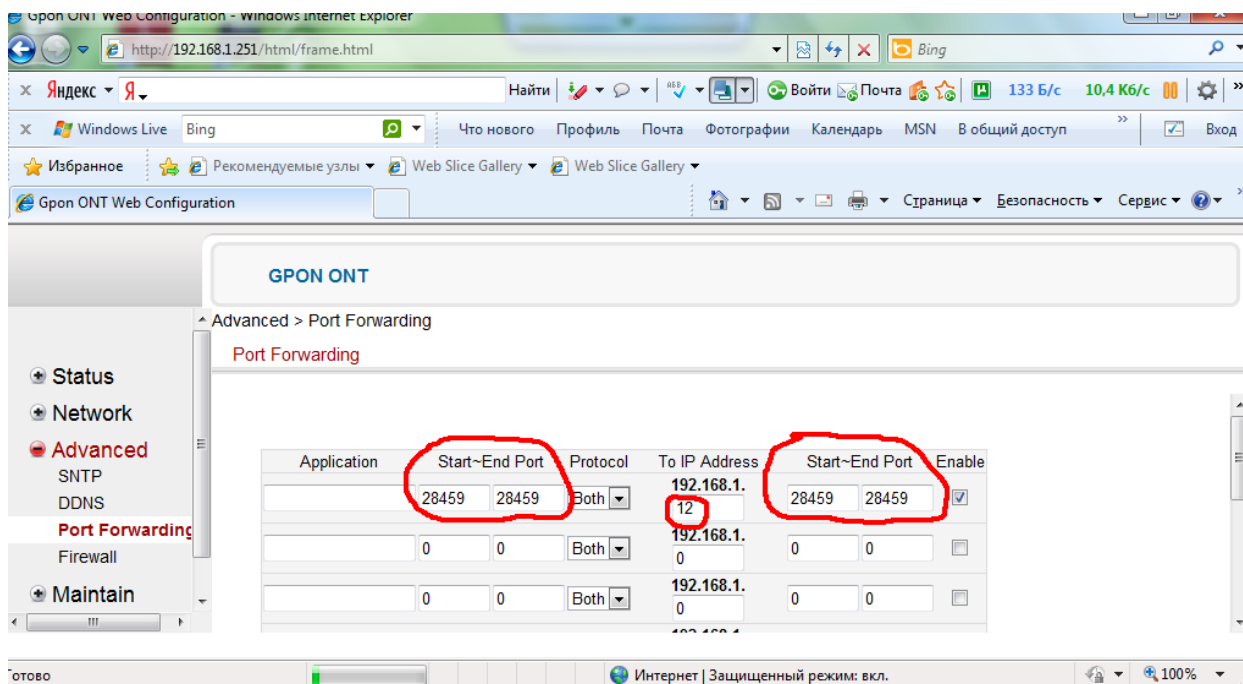 Gpon ONT Web Configuration - Windows Internet Explorer
http://192.168.1.251/html/frame.html Bing
x Яндекс Я Найти Войти Почта 133 Б/с 10,4 Кб/с »
x Windows Live Bing Что нового Профиль Почта Фотографии Календарь MSN В общий доступ » Вход
Избранное Рекомендуемые узлы Web Slice Gallery Web Slice Gallery
Gpon ONT Web Configuration Страница Безопасность Сервис »
GPON ONT
Advanced > Port Forwarding
Port Forwarding
Status
Network
Advanced
SNTP
DDNS
Port Forwarding
Firewall
Maintain
Application Start~End Port Protocol To IP Address Start~End Port Enable
192.168.1.
28459 28459 Both 12 28459 28459
192.168.1.
0 0 Both 0 0 0
192.168.1.
0 0 Both 0 0 0
192.168.1.
Готово Интернет | Защищенный режим: вкл. 100%